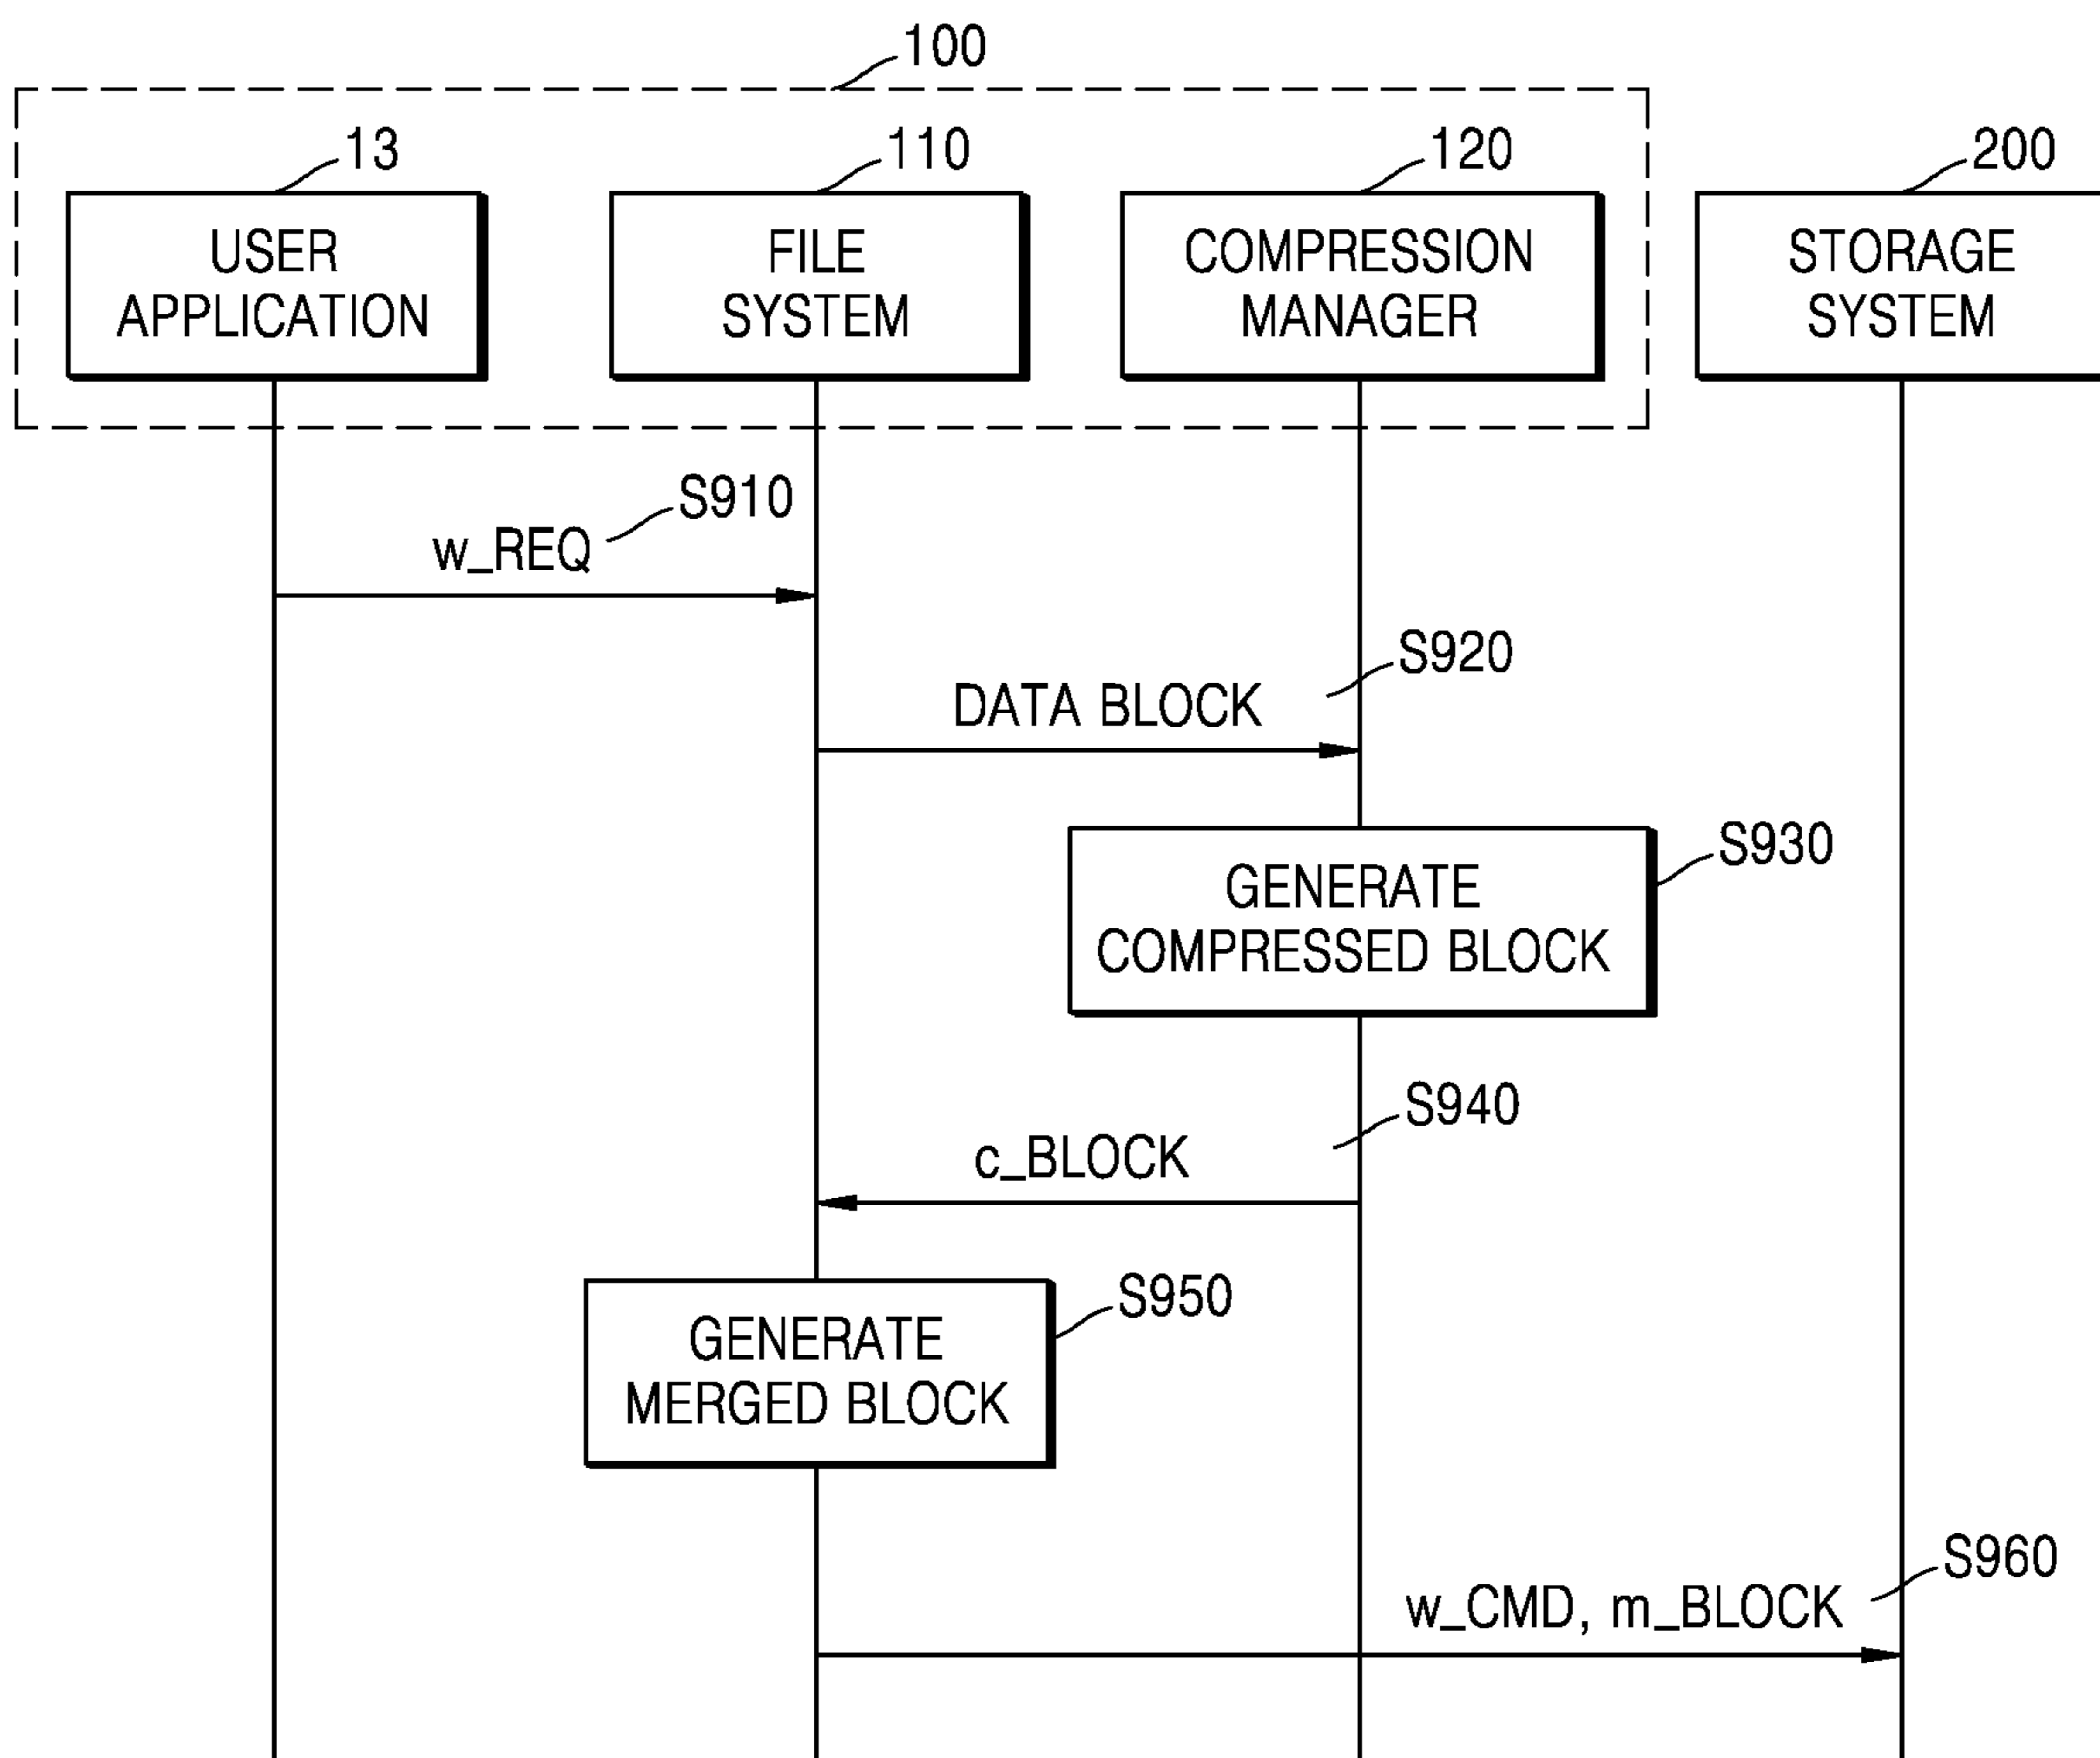 100
13
110
120
200
USER
APPLICATION
FILE
SYSTEM
COMPRESSION
MANAGER
STORAGE
SYSTEM
S910
w_REQ
S920
DATA BLOCK
S930
GENERATE
COMPRESSED BLOCK
S940
c_BLOCK
S950
GENERATE
MERGED BLOCK
S960
w_CMD, m_BLOCK